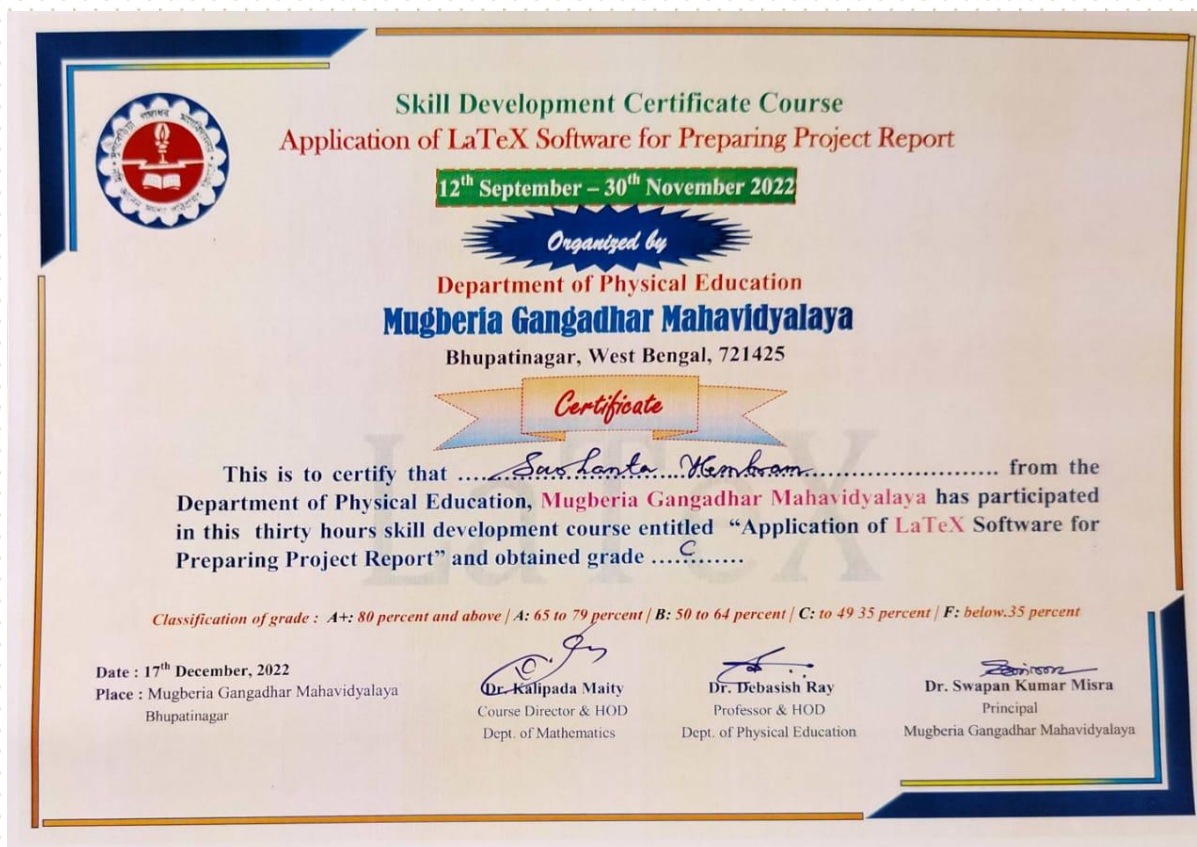 Skill Development Certificate Course
Application of LaTeX Software for Preparing Project Report
12th September – 30th November 2022
Organized by
Department of Physical Education
Mugberia Gangadhar Mahavidyalaya
Bhupatinagar, West Bengal, 721425
Certificate
LaTeX
This is to certify that ......Sushanta Hembram.............................. from the
Department of Physical Education, Mugberia Gangadhar Mahavidyalaya has participated
in this thirty hours skill development course entitled “Application of LaTeX Software for
Preparing Project Report” and obtained grade ....C........
Classification of grade : A+: 80 percent and above | A: 65 to 79 percent | B: 50 to 64 percent | C: to 49 35 percent | F: below.35 percent
Date : 17th December, 2022
Place : Mugberia Gangadhar Mahavidyalaya
Bhupatinagar
Dr. Kalipada Maity
Course Director & HOD
Dept. of Mathematics
Dr. Debasish Ray
Professor & HOD
Dept. of Physical Education
Dr. Swapan Kumar Misra
Principal
Mugberia Gangadhar Mahavidyalaya